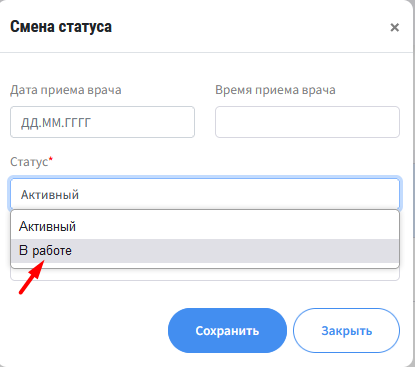 Смена статуса ×
Дата приема врача Время приема врача
ДД.ММ.ГГГГ
Статус*
Активный
Активный
В работе
Сохранить Закрыть